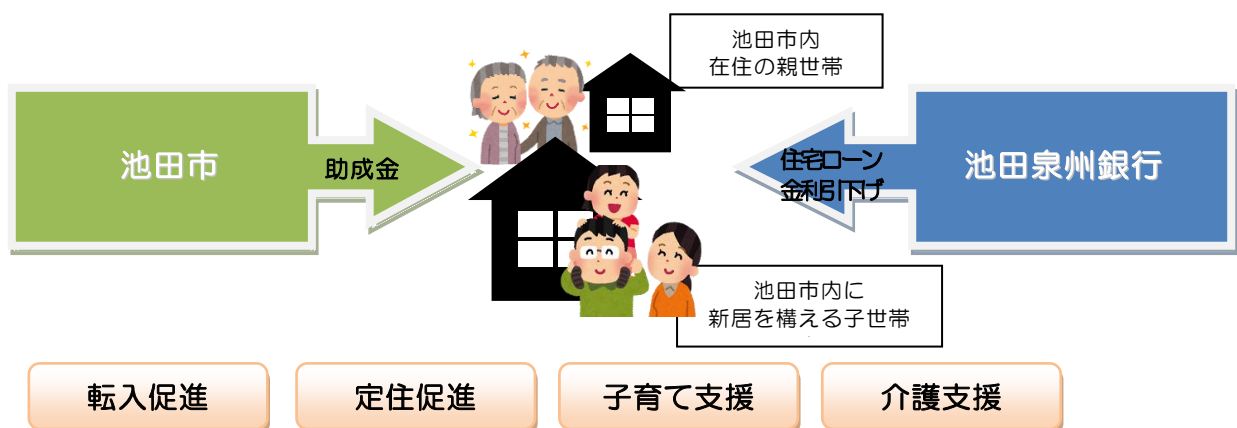 池田市内
在住の親世帯
池田市
助成金
住宅ローン
金利引下げ
池田泉州銀行
池田市内に
新居を構える子世帯
転入促進
定住促進
子育て支援
介護支援